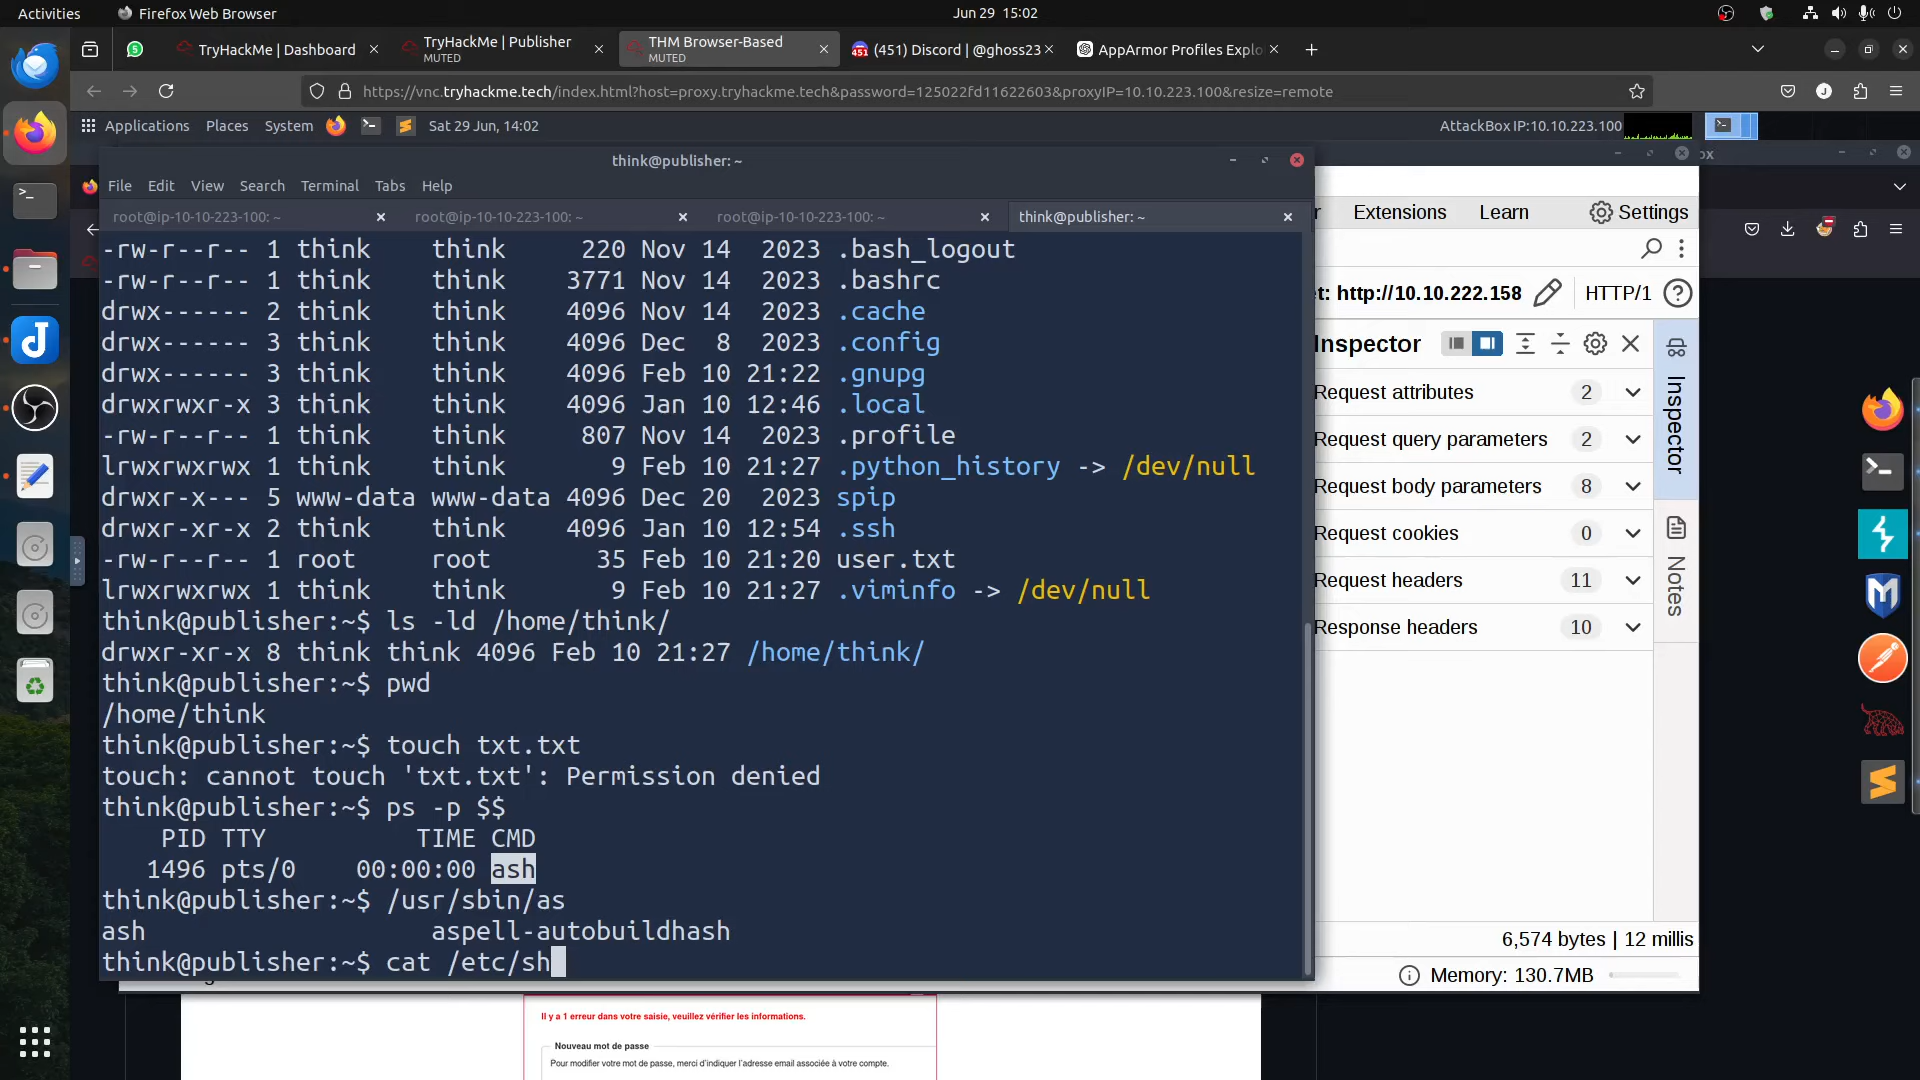 Activities
Firefox Web Browser
Jun 29 15:02
TryHackMe | Dashboard
TryHackMe | Publisher
MUTED
THM Browser-Based
MUTED
(451) Discord | @ghoss23
AppArmor Profiles Explo
https://vnc.tryhackme.tech/index.html?host=proxy.tryhackme.tech&password=125022fd11622603&proxyIP=10.10.223.100&resize=remote
Applications Places System
Sat 29 Jun, 14:02
AttackBox IP:10.10.223.100
think@publisher: ~
File Edit View Search Terminal Tabs Help
root@ip-10-10-223-100: ~
root@ip-10-10-223-100: ~
root@ip-10-10-223-100: ~
think@publisher: ~
-rw-r--r-- 1 think think 220 Nov 14 2023 .bash_logout
-rw-r--r-- 1 think think 3771 Nov 14 2023 .bashrc
drwx------ 2 think think 4096 Nov 14 2023 .cache
drwx------ 3 think think 4096 Dec 8 2023 .config
drwx------ 3 think think 4096 Feb 10 21:22 .gnupg
drwxrwxr-x 3 think think 4096 Jan 10 12:46 .local
-rw-r--r-- 1 think think 807 Nov 14 2023 .profile
lrwxrwxrwx 1 think think 9 Feb 10 21:27 .python_history -> /dev/null
drwxr-x--- 5 www-data www-data 4096 Dec 20 2023 spip
drwxr-xr-x 2 think think 4096 Jan 10 12:54 .ssh
-rw-r--r-- 1 root root 35 Feb 10 21:20 user.txt
lrwxrwxrwx 1 think think 9 Feb 10 21:27 .viminfo -> /dev/null
think@publisher:~$ ls -ld /home/think/
drwxr-xr-x 8 think think 4096 Feb 10 21:27 /home/think/
think@publisher:~$ pwd
/home/think
think@publisher:~$ touch txt.txt
touch: cannot touch 'txt.txt': Permission denied
think@publisher:~$ ps -p $$
PID TTY TIME CMD
1496 pts/0 00:00:00 ash
think@publisher:~$ /usr/sbin/as
ash aspell-autobuildhash
think@publisher:~$ cat /etc/sh
Extensions Learn Settings
t: http://10.10.222.158
HTTP/1
Inspector
Request attributes 2
Request query parameters 2
Request body parameters 8
Request cookies 0
Request headers 11
Response headers 10
Inspector
Notes
6,574 bytes | 12 millis
Memory: 130.7MB
Il y a 1 erreur dans votre saisie, veuillez vérifier les informations.
Nouveau mot de passe
Pour modifier votre mot de passe, merci d'indiquer l'adresse email associée à votre compte.